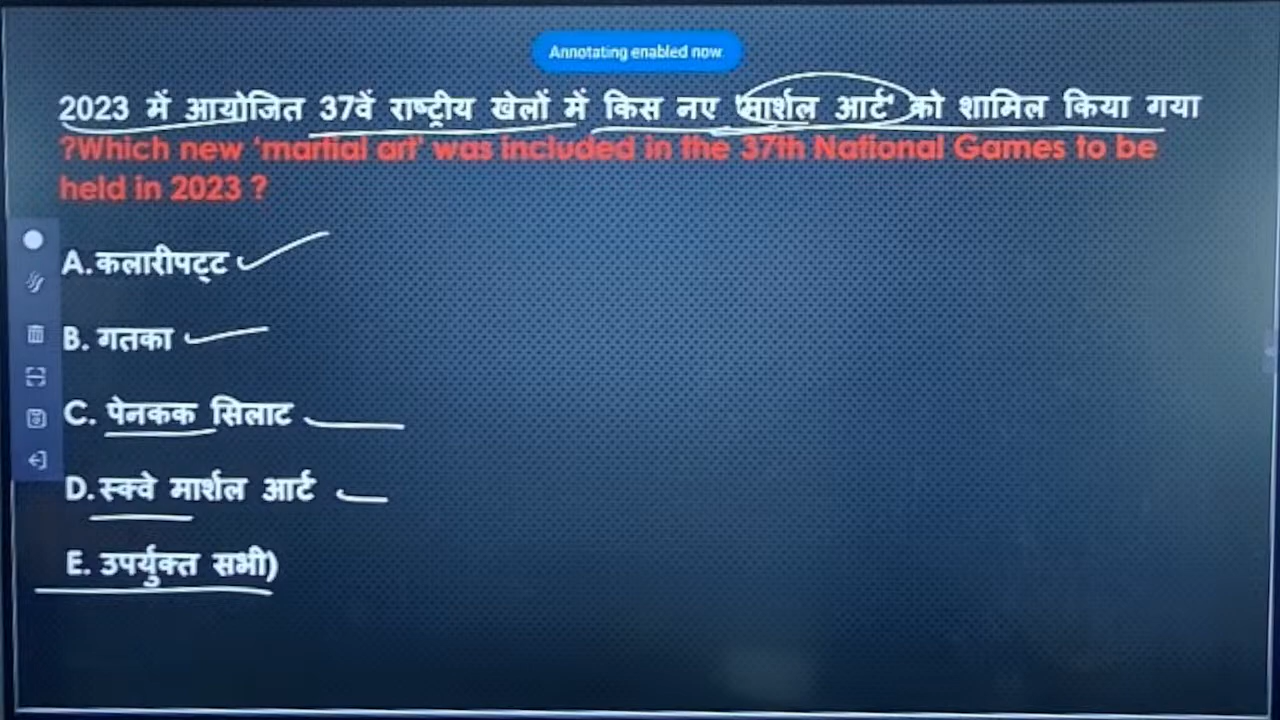 Annotating enabled now.
2023 में आयोजित 37वें राष्ट्रीय खेलों में किस नए 'मार्शल आर्ट' को शामिल किया गया
?Which new ‘martial art’ was included in the 37th National Games to be
held in 2023 ?
A.कलारीपट्ट
B. गतका
C. पेनकक सिलाट
D.स्क्वे मार्शल आर्ट
E. उपर्युक्त सभी)